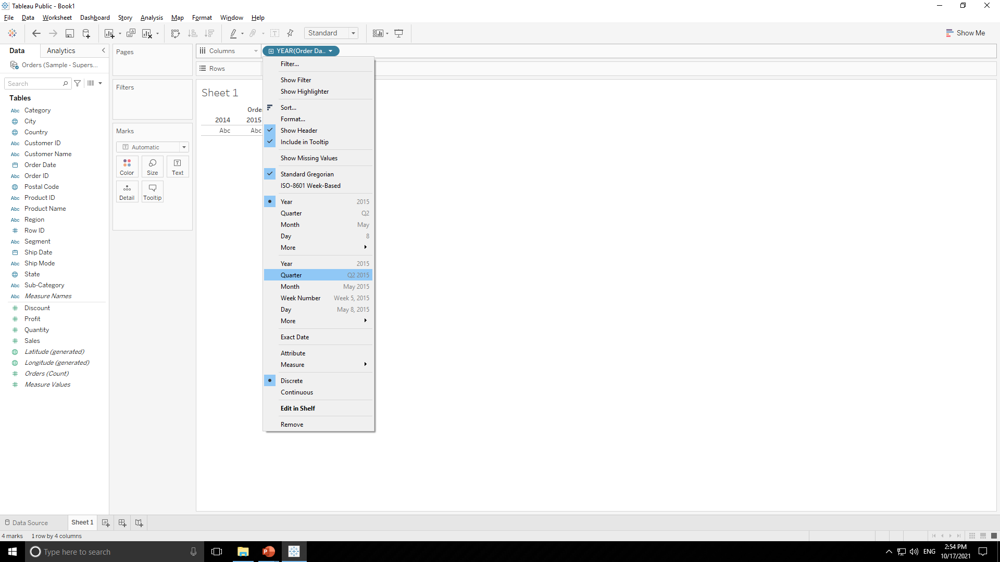 Tableau Public - Book1
File Data Worksheet Dashboard Story Analysis Map Format Window Help
Standard
Show Me
Data Analytics
Orders (Sample - Supers...
Search
Tables
Abc Category
City
Country
Abc Customer ID
Abc Customer Name
Order Date
Abc Order ID
Postal Code
Abc Product ID
Abc Product Name
Abc Region
Row ID
Abc Segment
Ship Date
Abc Ship Mode
State
Abc Sub-Category
Abc Measure Names
Discount
Profit
Quantity
Sales
Latitude (generated)
Longitude (generated)
Orders (Count)
Measure Values
Pages
Filters
Marks
Automatic
Color Size Text
Detail Tooltip
Columns
YEAR(Order Da..
Rows
Sheet 1
Orde
2014 2015
Abc Abc
Filter...
Show Filter
Show Highlighter
Sort...
Format...
Show Header
Include in Tooltip
Show Missing Values
Standard Gregorian
ISO-8601 Week-Based
Year 2015
Quarter Q2
Month May
Day 8
More
Year 2015
Quarter Q2 2015
Month May 2015
Week Number Week 5, 2015
Day May 8, 2015
More
Exact Date
Attribute
Measure
Discrete
Continuous
Edit in Shelf
Remove
Data Source Sheet 1
4 marks 1 row by 4 columns
Type here to search
ENG
2:54 PM
10/17/2021